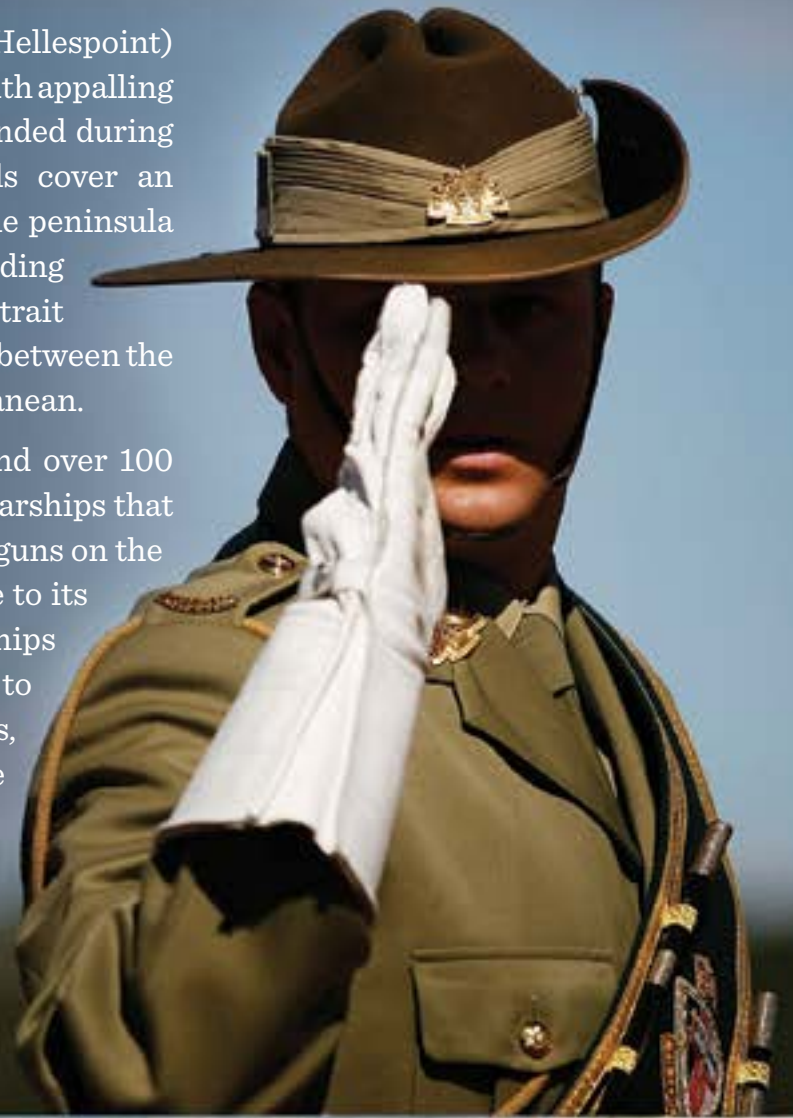 Hellespoint)
th appalling
nded during
ls cover an
e peninsula
ding
trait
between the
anean.
nd over 100
arships that
guns on the
e to its
hips
to
s,
e